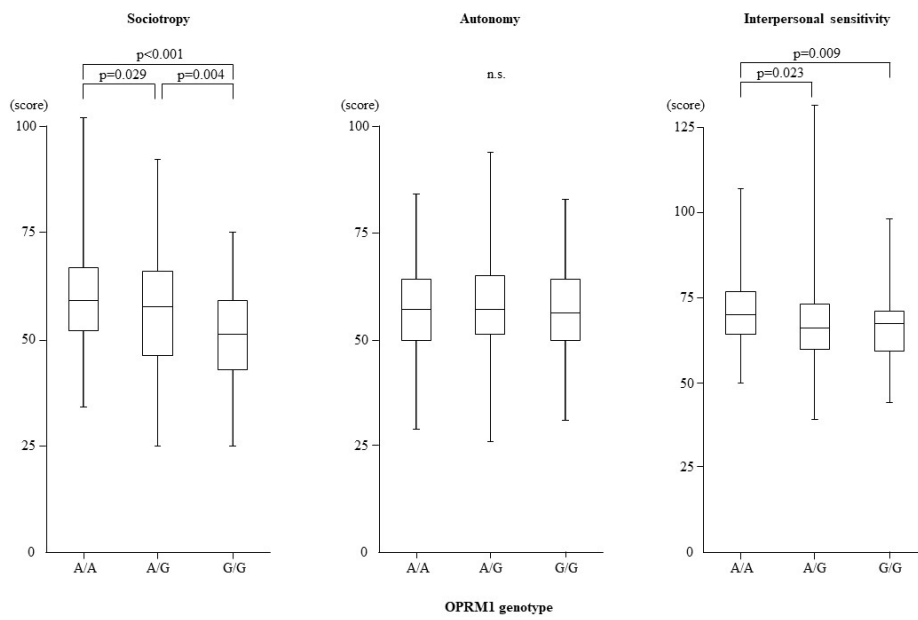 Sociotropy
p<0.001
p=0.029
p=0.004
(score)
100
75
50
25
0
A/A
A/G
G/G
Autonomy
n.s.
(score)
100
75
50
25
0
A/A
A/G
G/G
Interpersonal sensitivity
p=0.009
p=0.023
(score)
125
100
75
50
25
0
A/A
A/G
G/G
OPRM1 genotype